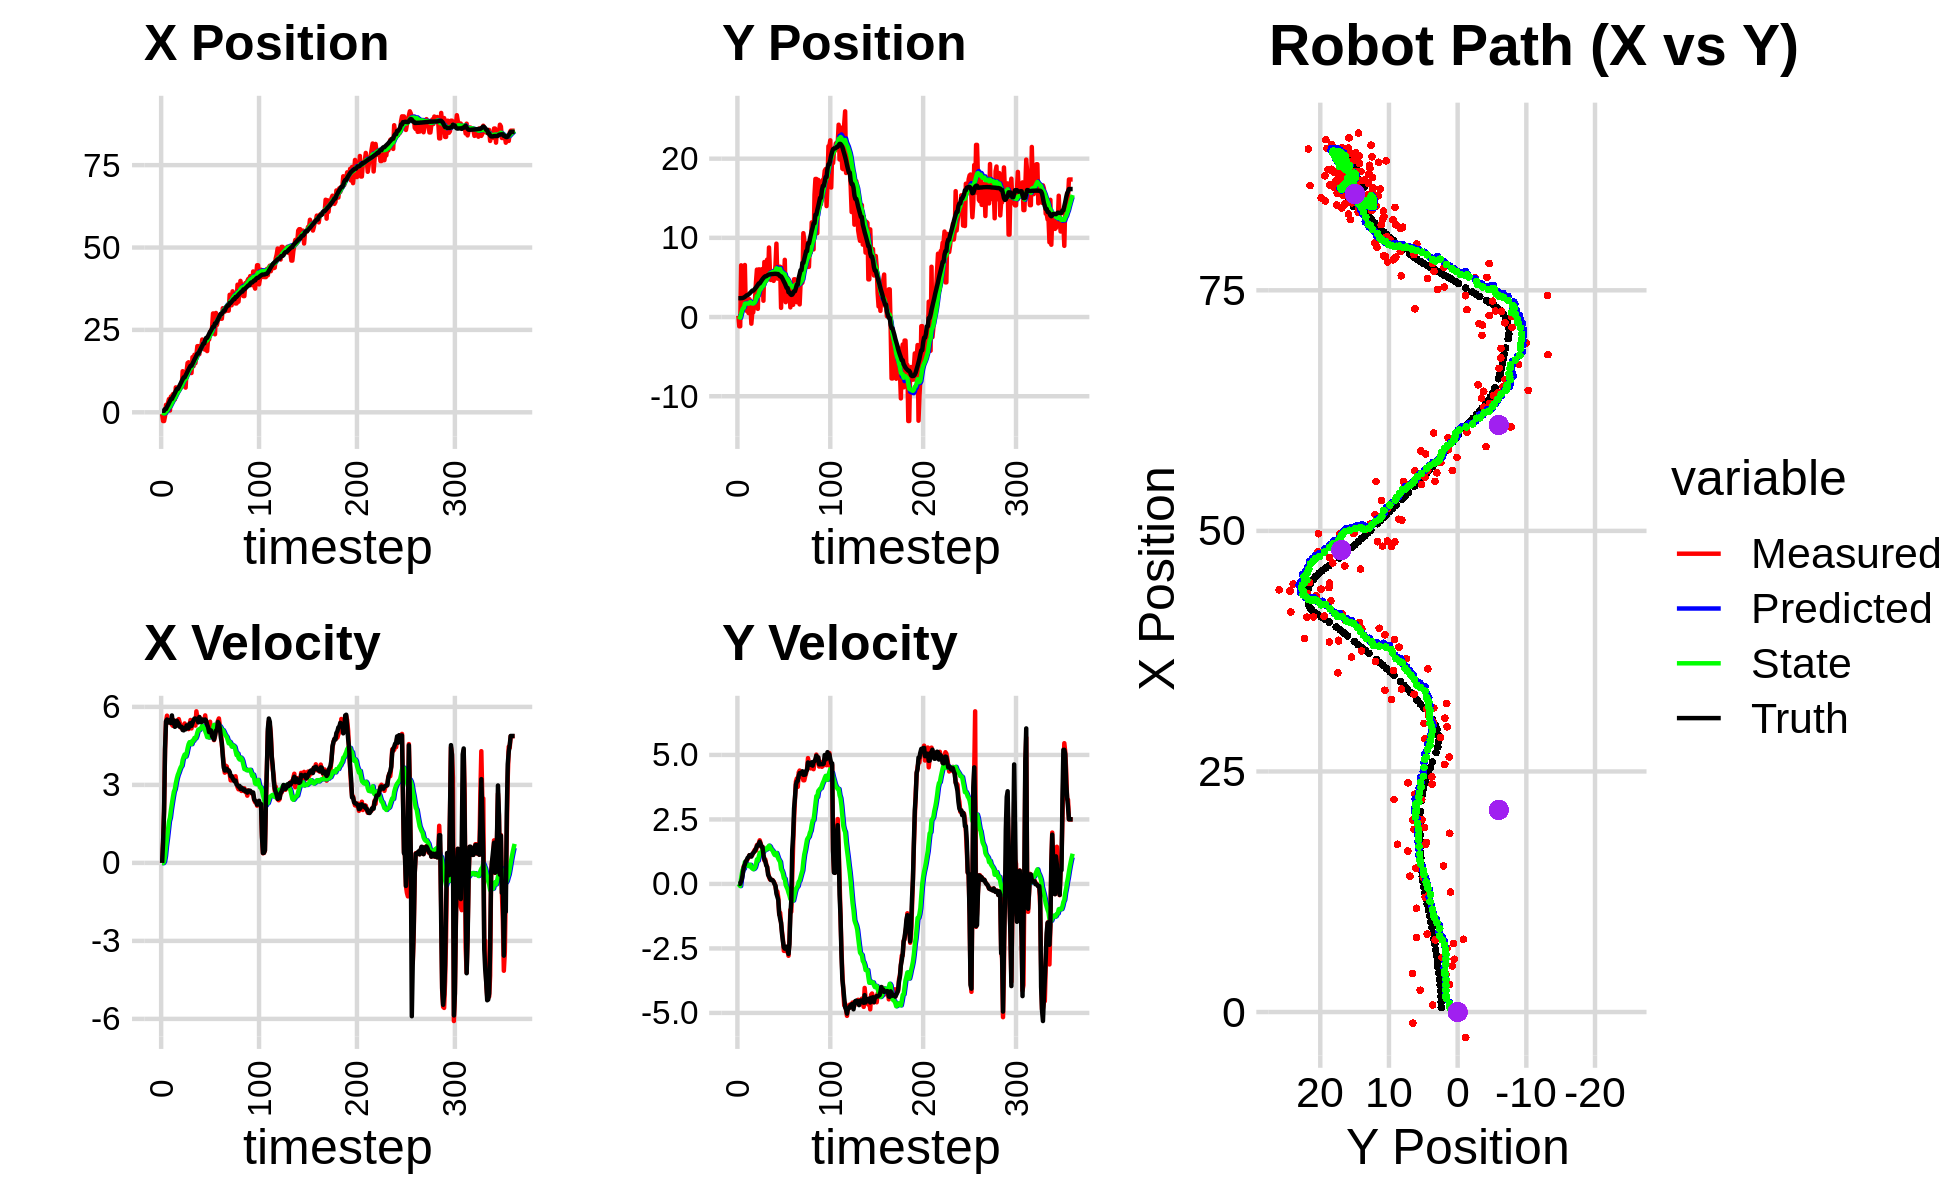 X Position
75
50
25
0
0
100
200
300
timestep
Y Position
20
10
0
-10
0
100
200
300
timestep
X Velocity
6
3
0
-3
-6
0
100
200
300
timestep
Y Velocity
5.0
2.5
0.0
-2.5
-5.0
0
100
200
300
timestep
Robot Path (X vs Y)
X Position
75
50
25
0
20 10 0 -10 -20
Y Position
variable
Measured
Predicted
State
Truth